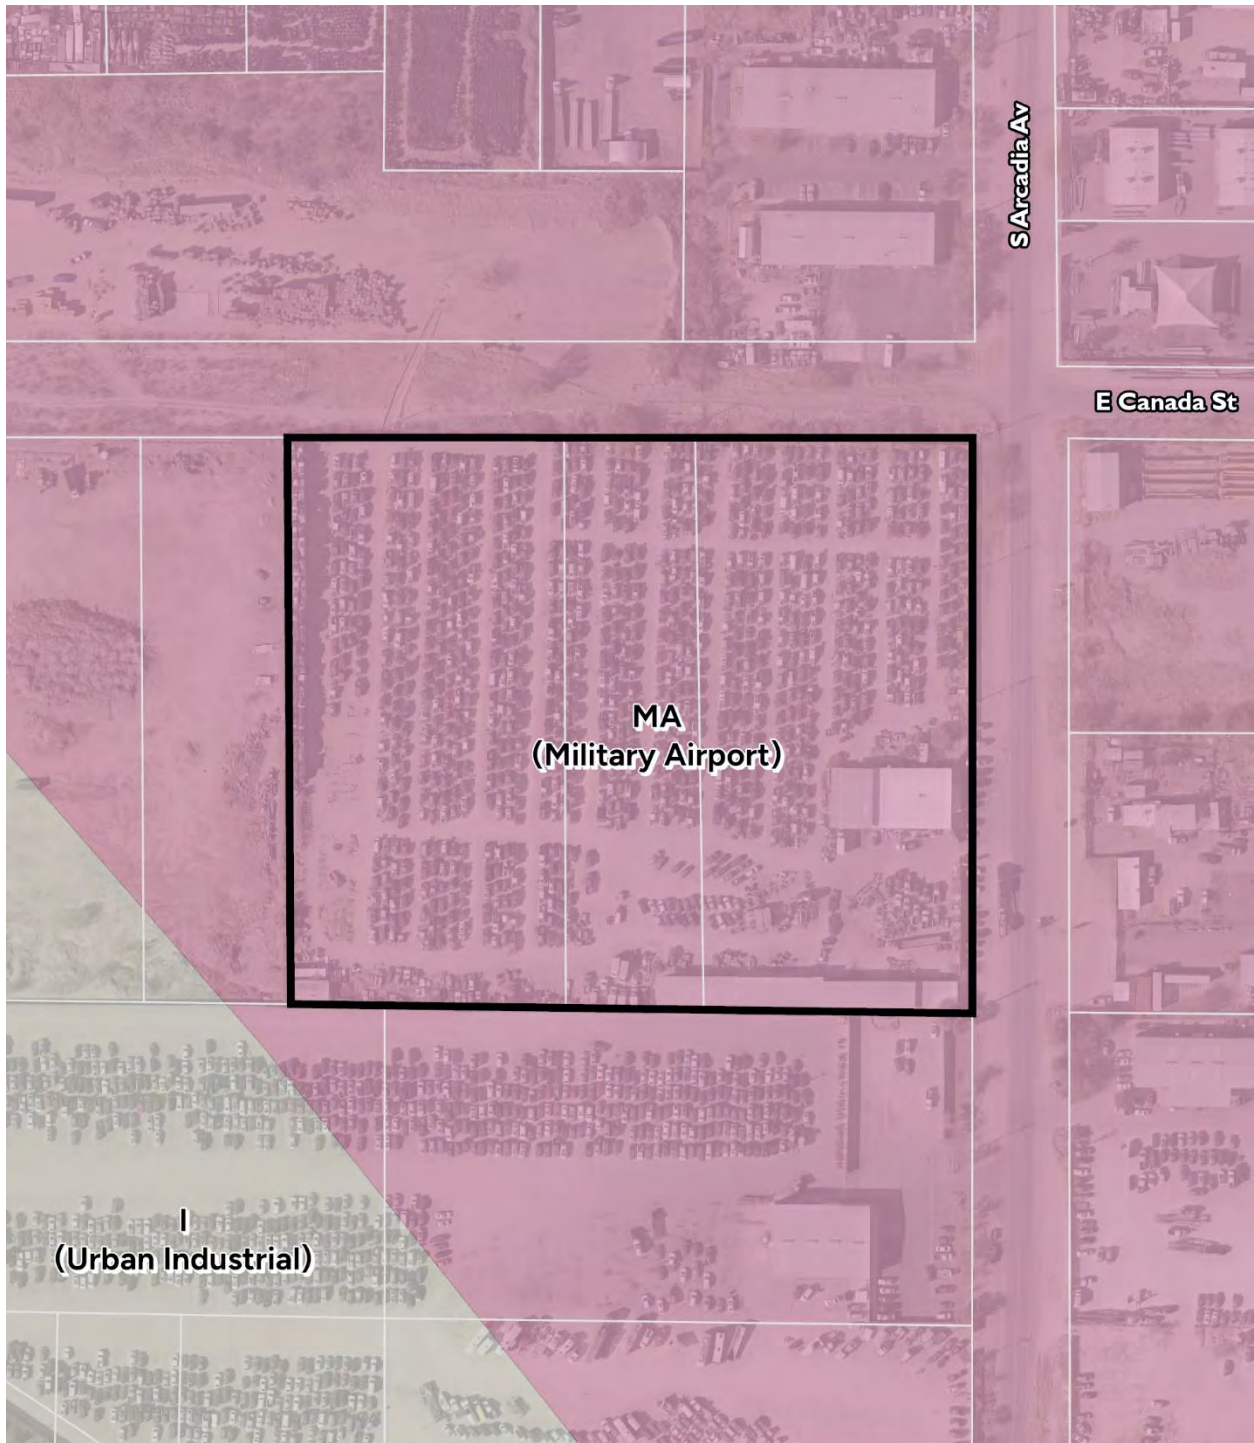 S Arcadia Av
E Canada St
MA
(Military Airport)
I
(Urban Industrial)